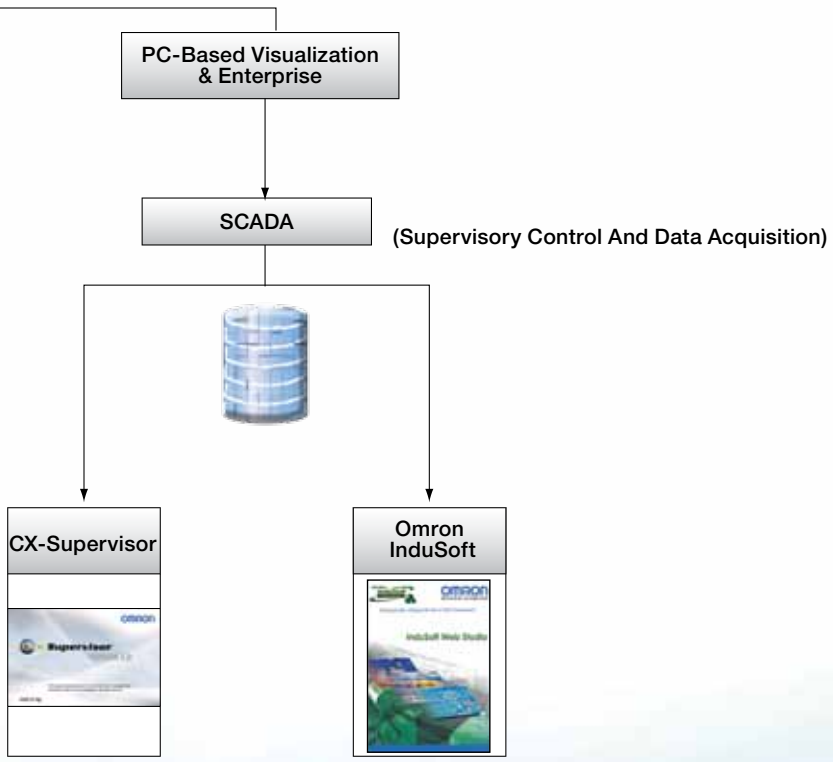 PC-Based Visualization
& Enterprise
SCADA
(Supervisory Control And Data Acquisition)
CX-Supervisor
Omron
InduSoft
OMRON
Supervisor
OMRON
InduSoft Web Studio